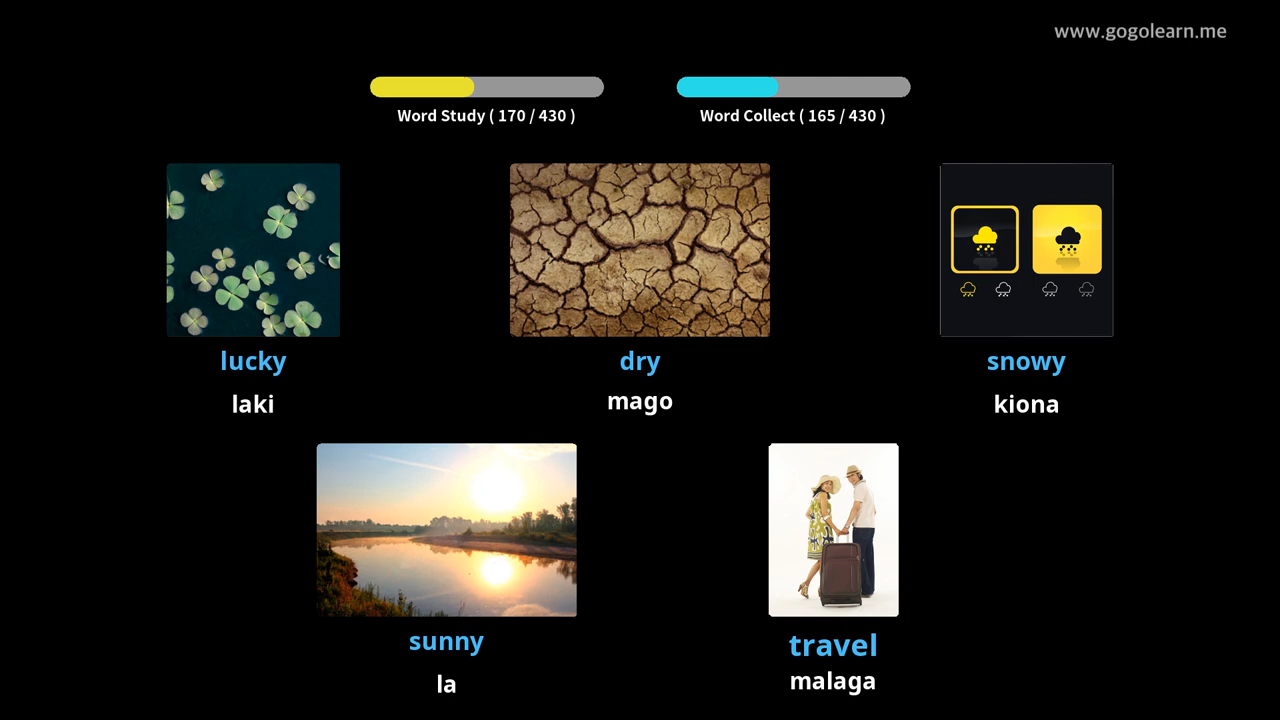 www.gogolearn.me
Word Study ( 170 / 430 )
Word Collect ( 165 / 430 )
lucky
laki
dry
mago
snowy
kiona
sunny
la
travel
malaga